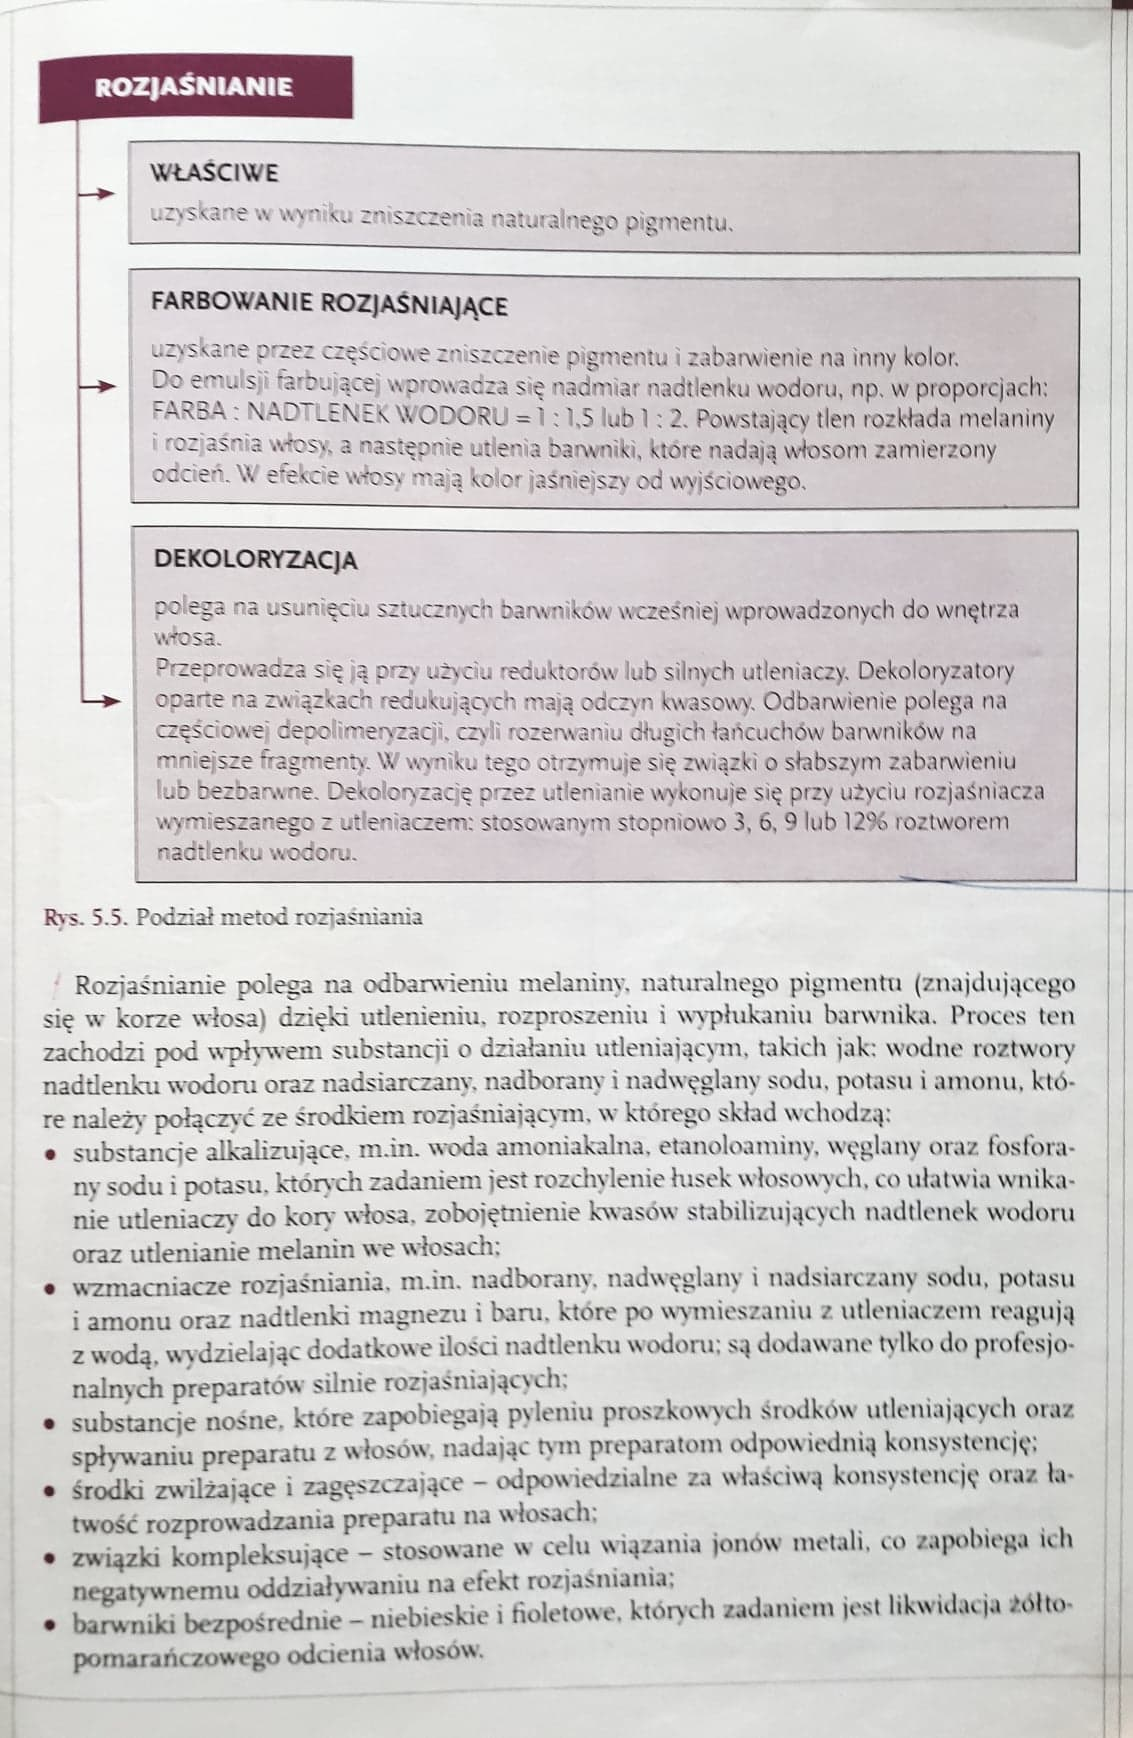 ROZJAŚNIANIE
WŁAŚCIWE
uzyskane w wyniku zniszczenia naturalnego pigmentu.
FARBOWANIE ROZJAŚNIAJĄCE
uzyskane przez częściowe zniszczenie pigmentu i zabarwienie na inny kolor.
Do emulsji farbującej wprowadza się nadmiar nadtlenku wodoru, np. w proporcjach:
FARBA : NADTLENEK WODORU = 1 : 1,5 lub 1 : 2. Powstający tlen rozkłada melaniny
i rozjaśnia włosy, a następnie utlenia barwniki, które nadają włosom zamierzony
odcień. W efekcie włosy mają kolor jaśniejszy od wyjściowego.
DEKOLORYZACJA
polega na usunięciu sztucznych barwników wcześniej wprowadzonych do wnętrza
włosa.
Przeprowadza się ją przy użyciu reduktorów lub silnych utleniaczy. Dekoloryzatory
oparte na związkach redukujących mają odczyn kwasowy. Odbarwienie polega na
częściowej depolimeryzacji, czyli rozerwaniu długich łańcuchów barwników na
mniejsze fragmenty. W wyniku tego otrzymuje się związki o słabszym zabarwieniu
lub bezbarwne. Dekoloryzację przez utlenianie wykonuje się przy użyciu rozjaśniacza
wymieszanego z utleniaczem: stosowanym stopniowo 3, 6, 9 lub 12% roztworem
nadtlenku wodoru.
Rys. 5.5. Podział metod rozjaśniania
Rozjaśnianie polega na odbarwieniu melaniny, naturalnego pigmentu (znajdującego
się w korze włosa) dzięki utlenieniu, rozproszeniu i wypłukaniu barwnika. Proces ten
zachodzi pod wpływem substancji o działaniu utleniającym, takich jak: wodne roztwory
nadtlenku wodoru oraz nadsiarczany, nadborany i nadwęglany sodu, potasu i amonu, któ-
re należy połączyć ze środkiem rozjaśniającym, w którego skład wchodzą:
• substancje alkalizujące, m.in. woda amoniakalna, etanoloaminy, węglany oraz fosfora-
ny sodu i potasu, których zadaniem jest rozchylenie łusek włosowych, co ułatwia wnika-
nie utleniaczy do kory włosa, zobojętnienie kwasów stabilizujących nadtlenek wodoru
oraz utlenianie melanin we włosach;
• wzmacniacze rozjaśniania, m.in. nadborany, nadwęglany i nadsiarczany sodu, potasu
i amonu oraz nadtlenki magnezu i baru, które po wymieszaniu z utleniaczem reagują
z wodą, wydzielając dodatkowe ilości nadtlenku wodoru; są dodawane tylko do profesjo-
nalnych preparatów silnie rozjaśniających;
• substancje nośne, które zapobiegają pyleniu proszkowych środków utleniających oraz
spływaniu preparatu z włosów, nadając tym preparatom odpowiednią konsystencję;
• środki zwilżające i zagęszczające – odpowiedzialne za właściwą konsystencję oraz ła-
twość rozprowadzania preparatu na włosach;
• związki kompleksujące – stosowane w celu wiązania jonów metali, co zapobiega ich
negatywnemu oddziaływaniu na efekt rozjaśniania;
• barwniki bezpośrednie – niebieskie i fioletowe, których zadaniem jest likwidacja żółto-
pomarańczowego odcienia włosów.